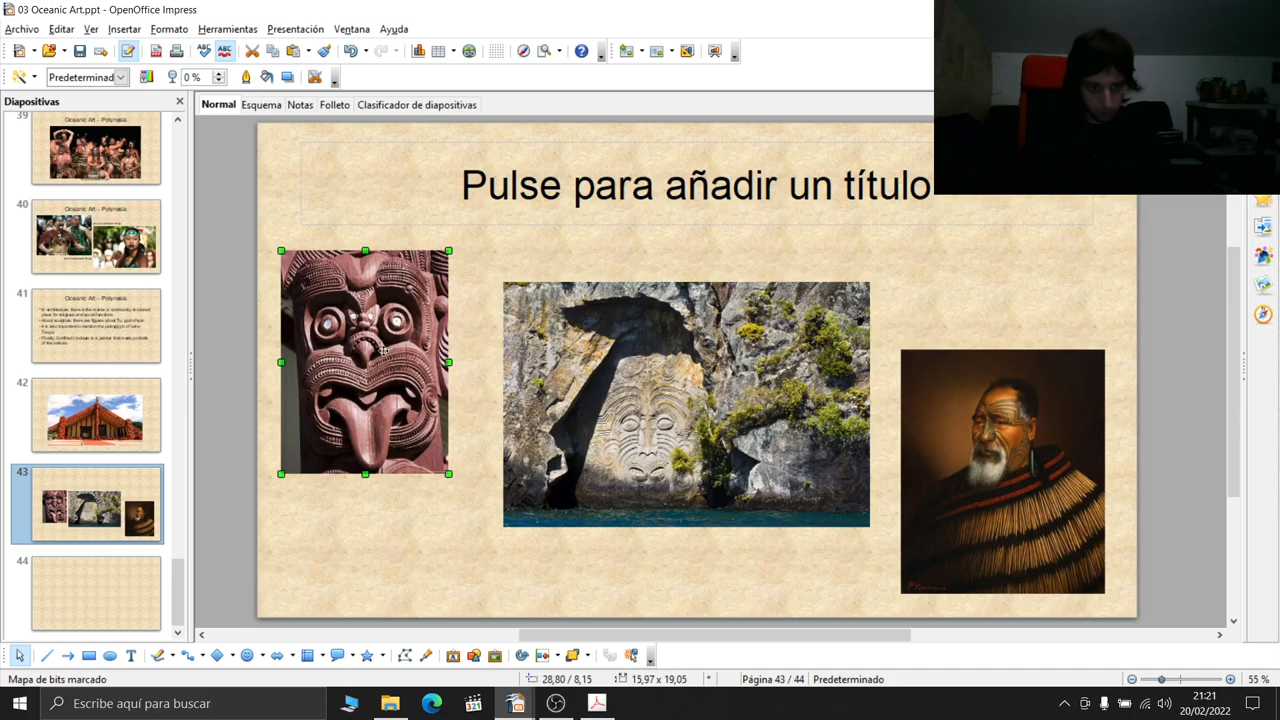 03 Oceanic Art.ppt - OpenOffice Impress
Archivo Editar Ver Insertar Formato Herramientas Presentación Ventana Ayuda
Predeterminad 0 %
Diapositivas
Normal Esquema Notas Folleto Clasificador de diapositivas
39
Oceanic Art - Polynesia
40
Oceanic Art - Polynesia
41
Oceanic Art - Polynesia
42
43
44
Pulse para añadir un título
Mapa de bits marcado 28,80 / 8,15 15,97 x 19,05 * Página 43 / 44 Predeterminado 55 %
Escribe aquí para buscar
321
21:21
20/02/2022